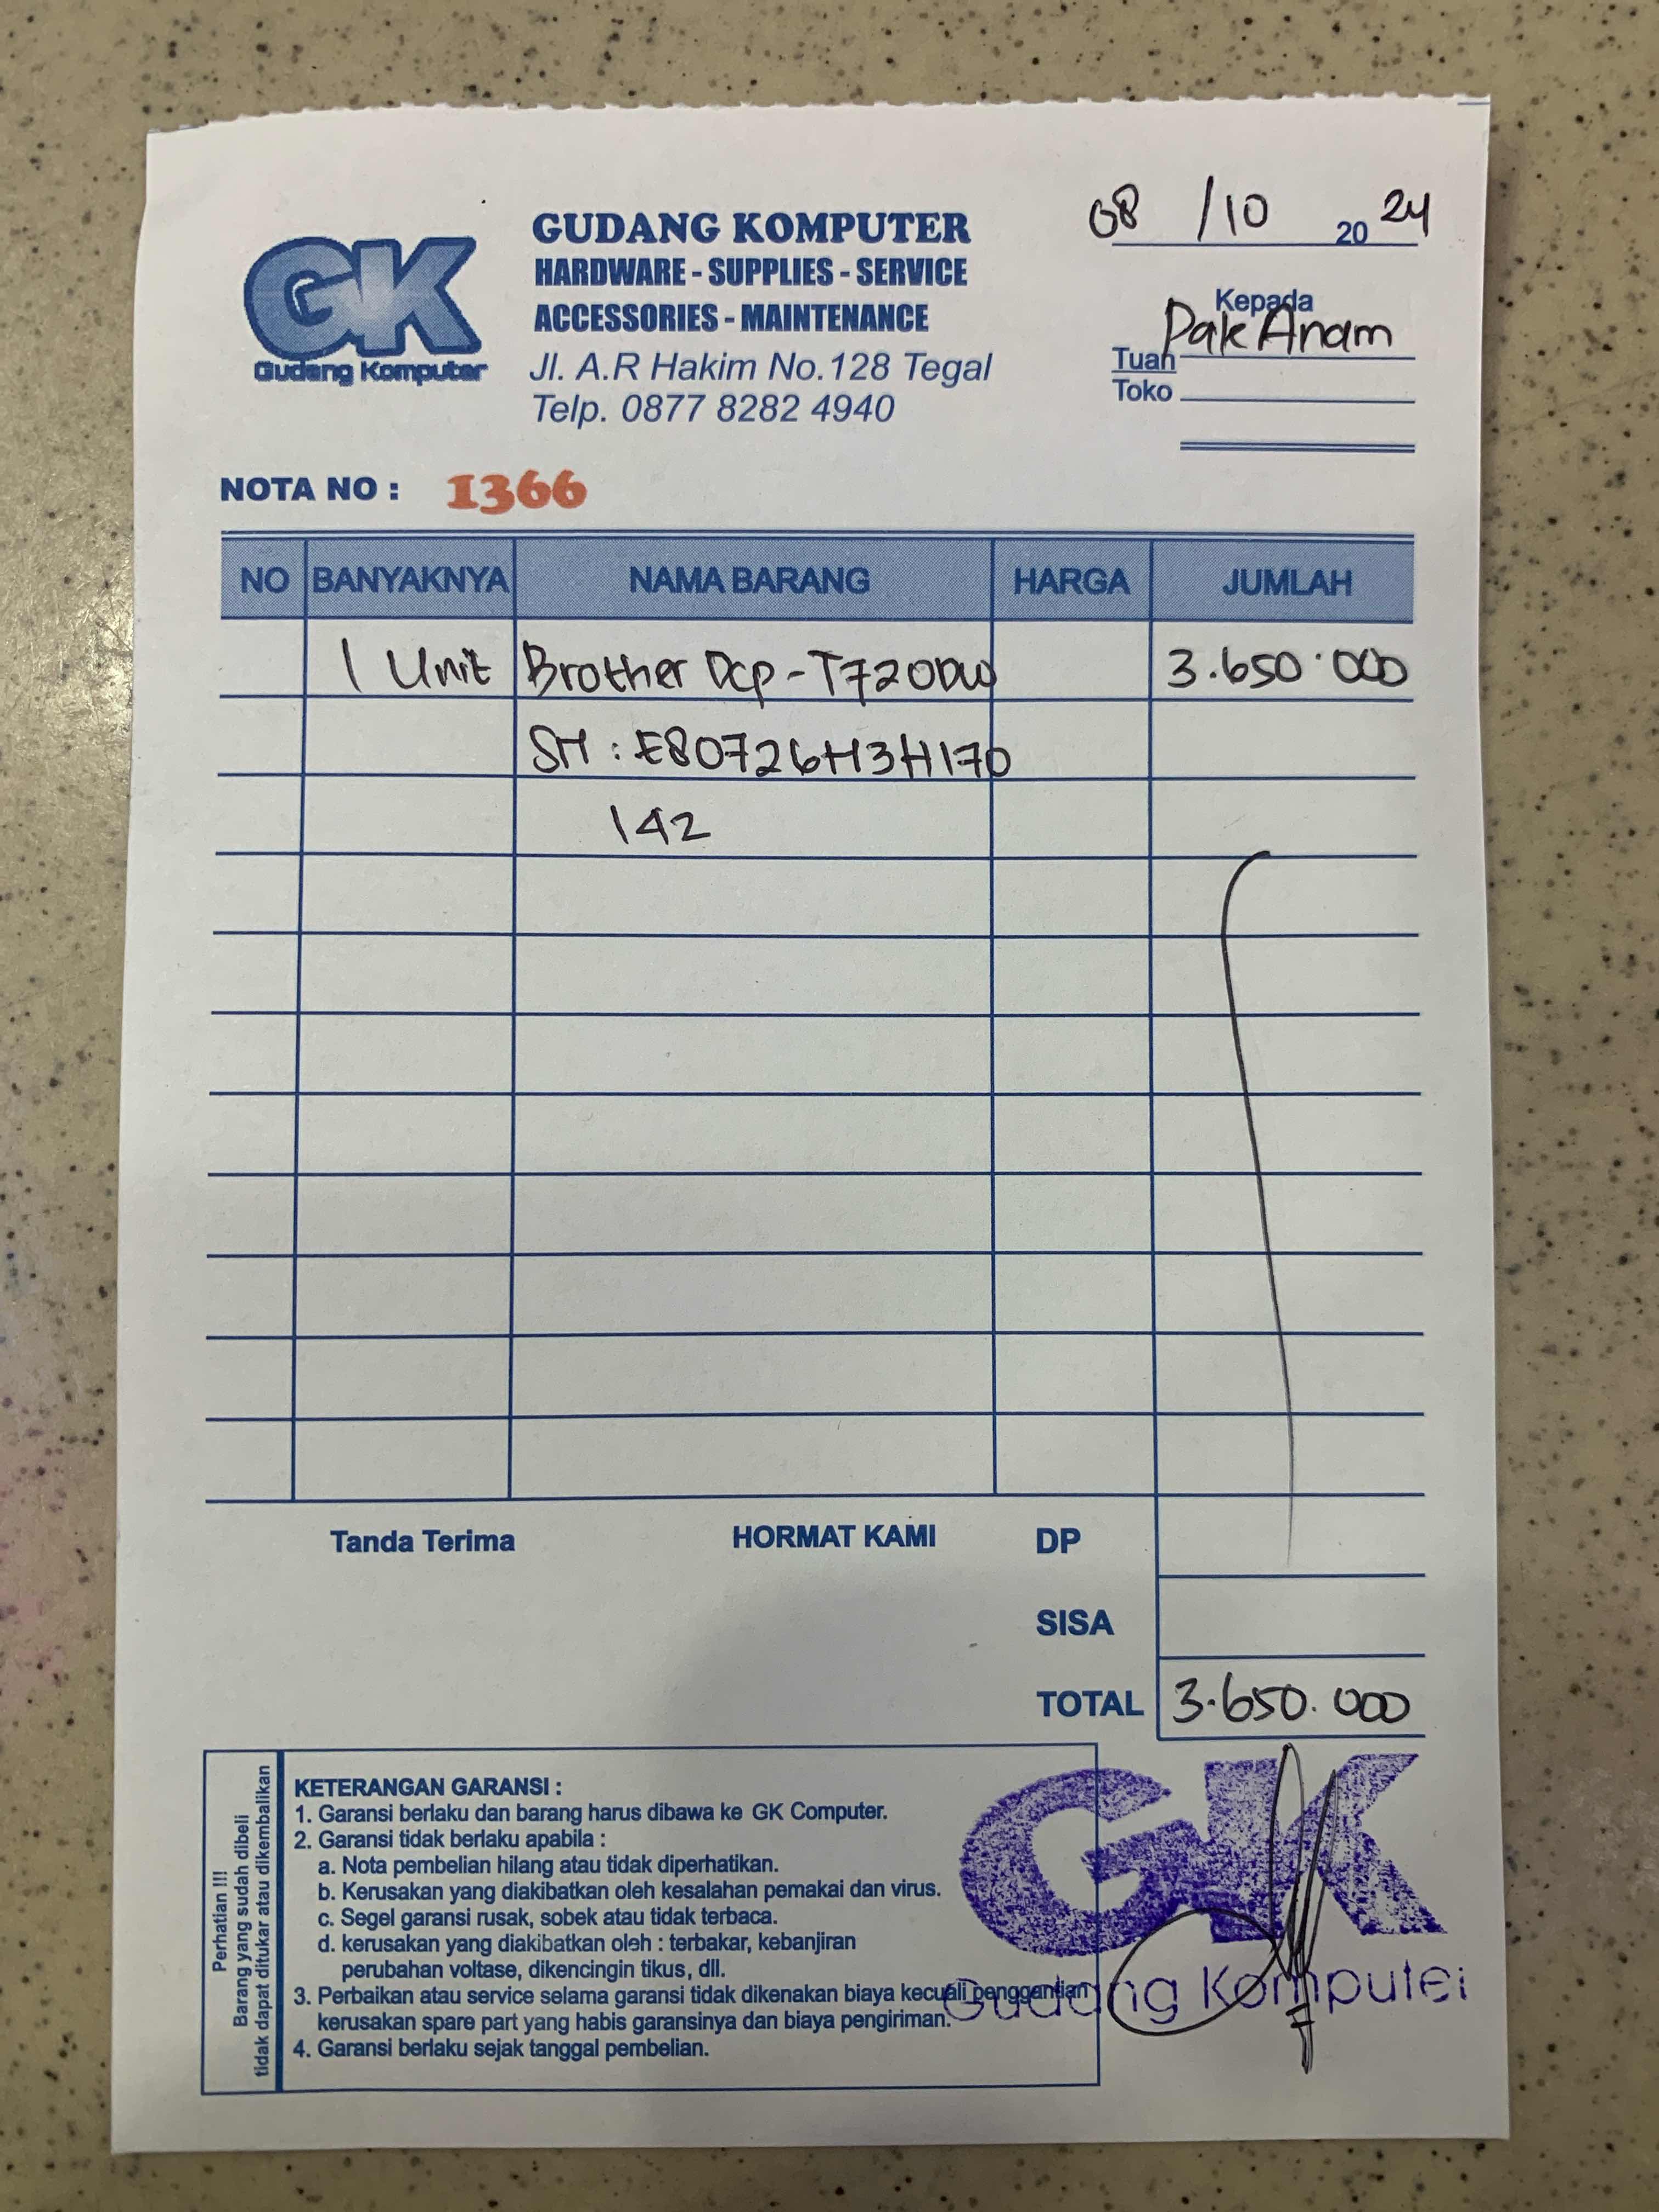 GK
Gudang Komputer
GUDANG KOMPUTER
HARDWARE - SUPPLIES - SERVICE
ACCESSORIES - MAINTENANCE
Jl. A.R Hakim No.128 Tegal
Telp. 0877 8282 4940
08 /10 2024
Kepada
Tuan Pak Anam
Toko
NOTA NO : 1366
NO BANYAKNYA NAMA BARANG HARGA JUMLAH
1 Unit Brother Dcp-T720DW 3.650.000
SN : E80726H3H170
142
Tanda Terima HORMAT KAMI DP
SISA
TOTAL 3.650.000
Perhatian !!!
Barang yang sudah dibeli
tidak dapat ditukar atau dikembalikan
KETERANGAN GARANSI :
1. Garansi berlaku dan barang harus dibawa ke GK Computer.
2. Garansi tidak berlaku apabila :
a. Nota pembelian hilang atau tidak diperhatikan.
b. Kerusakan yang diakibatkan oleh kesalahan pemakai dan virus.
c. Segel garansi rusak, sobek atau tidak terbaca.
d. kerusakan yang diakibatkan oleh : terbakar, kebanjiran
perubahan voltase, dikencingin tikus, dll.
3. Perbaikan atau service selama garansi tidak dikenakan biaya kecuali penggantian
kerusakan spare part yang habis garansinya dan biaya pengiriman.
4. Garansi berlaku sejak tanggal pembelian.
GK
Gudang Komputer